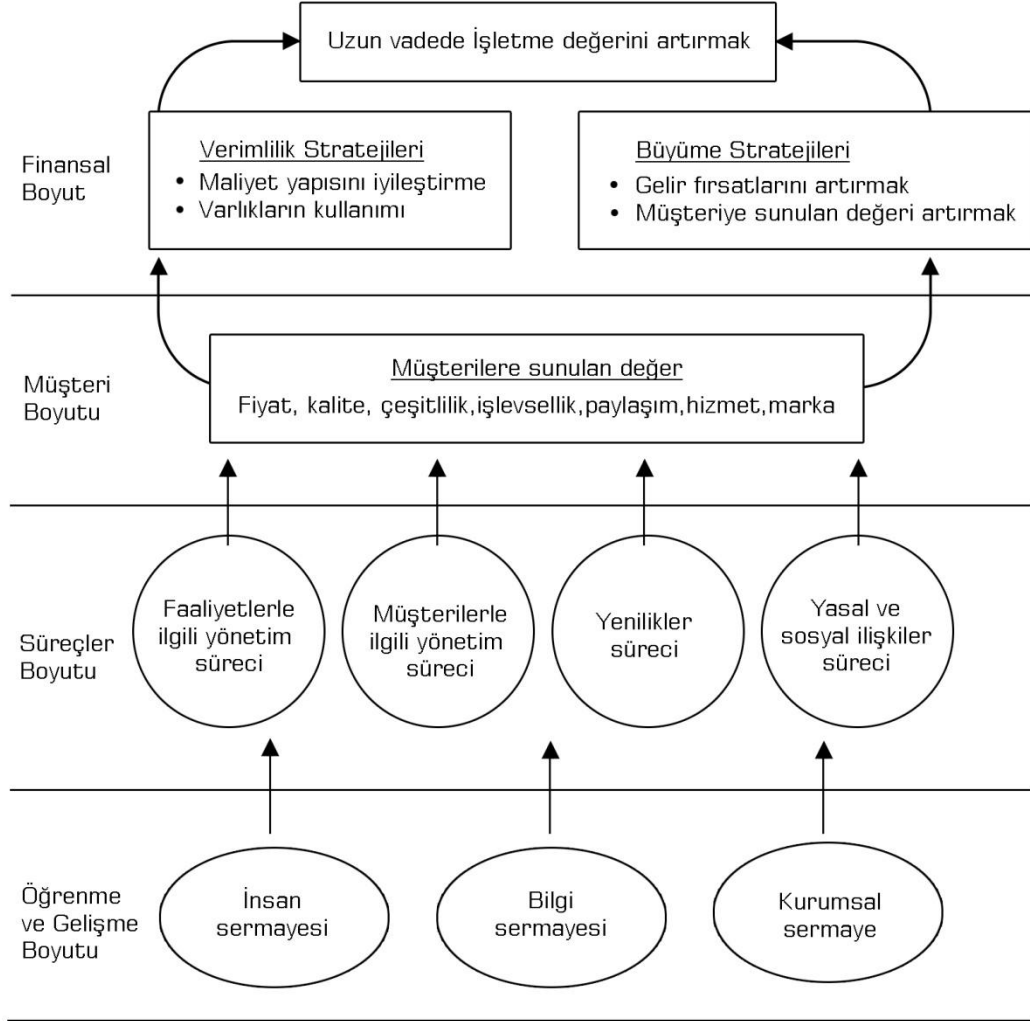 Uzun vadede İşletme değerini artırmak
Finansal
Boyut
Verimlilik Stratejileri
• Maliyet yapısını iyileştirme
• Varlıkların kullanımı
Büyüme Stratejileri
• Gelir fırsatlarını artırmak
• Müşteriye sunulan değeri artırmak
Müşteri
Boyutu
Müşterilere sunulan değer
Fiyat, kalite, çeşitlilik,işlevsellik,paylaşım,hizmet,marka
Süreçler
Boyutu
Faaliyetlerle
ilgili yönetim
süreci
Müşterilerle
ilgili yönetim
süreci
Yenilikler
süreci
Yasal ve
sosyal ilişkiler
süreci
Öğrenme
ve Gelişme
Boyutu
İnsan
sermayesi
Bilgi
sermayesi
Kurumsal
sermaye